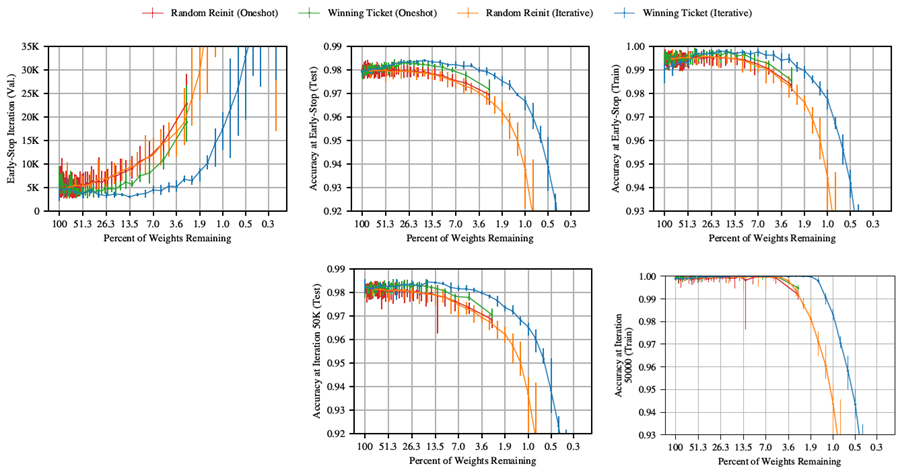 Random Reinit (Oneshot) Winning Ticket (Oneshot) Random Reinit (Iterative) Winning Ticket (Iterative)
Early-Stop Iteration (Val.)
35K
30K
25K
20K
15K
10K
5K
0
100 51.3 26.3 13.5 7.0 3.6 1.9 1.0 0.5 0.3
Percent of Weights Remaining
Accuracy at Early-Stop (Test)
0.99
0.98
0.97
0.96
0.95
0.94
0.93
0.92
100 51.3 26.3 13.5 7.0 3.6 1.9 1.0 0.5 0.3
Percent of Weights Remaining
Accuracy at Early-Stop (Train)
1.00
0.99
0.98
0.97
0.96
0.95
0.94
0.93
100 51.3 26.3 13.5 7.0 3.6 1.9 1.0 0.5 0.3
Percent of Weights Remaining
Accuracy at Iteration 50K (Test)
0.99
0.98
0.97
0.96
0.95
0.94
0.93
0.92
100 51.3 26.3 13.5 7.0 3.6 1.9 1.0 0.5 0.3
Percent of Weights Remaining
Accuracy at Iteration
50000 (Train)
1.00
0.99
0.98
0.97
0.96
0.95
0.94
0.93
100 51.3 26.3 13.5 7.0 3.6 1.9 1.0 0.5 0.3
Percent of Weights Remaining